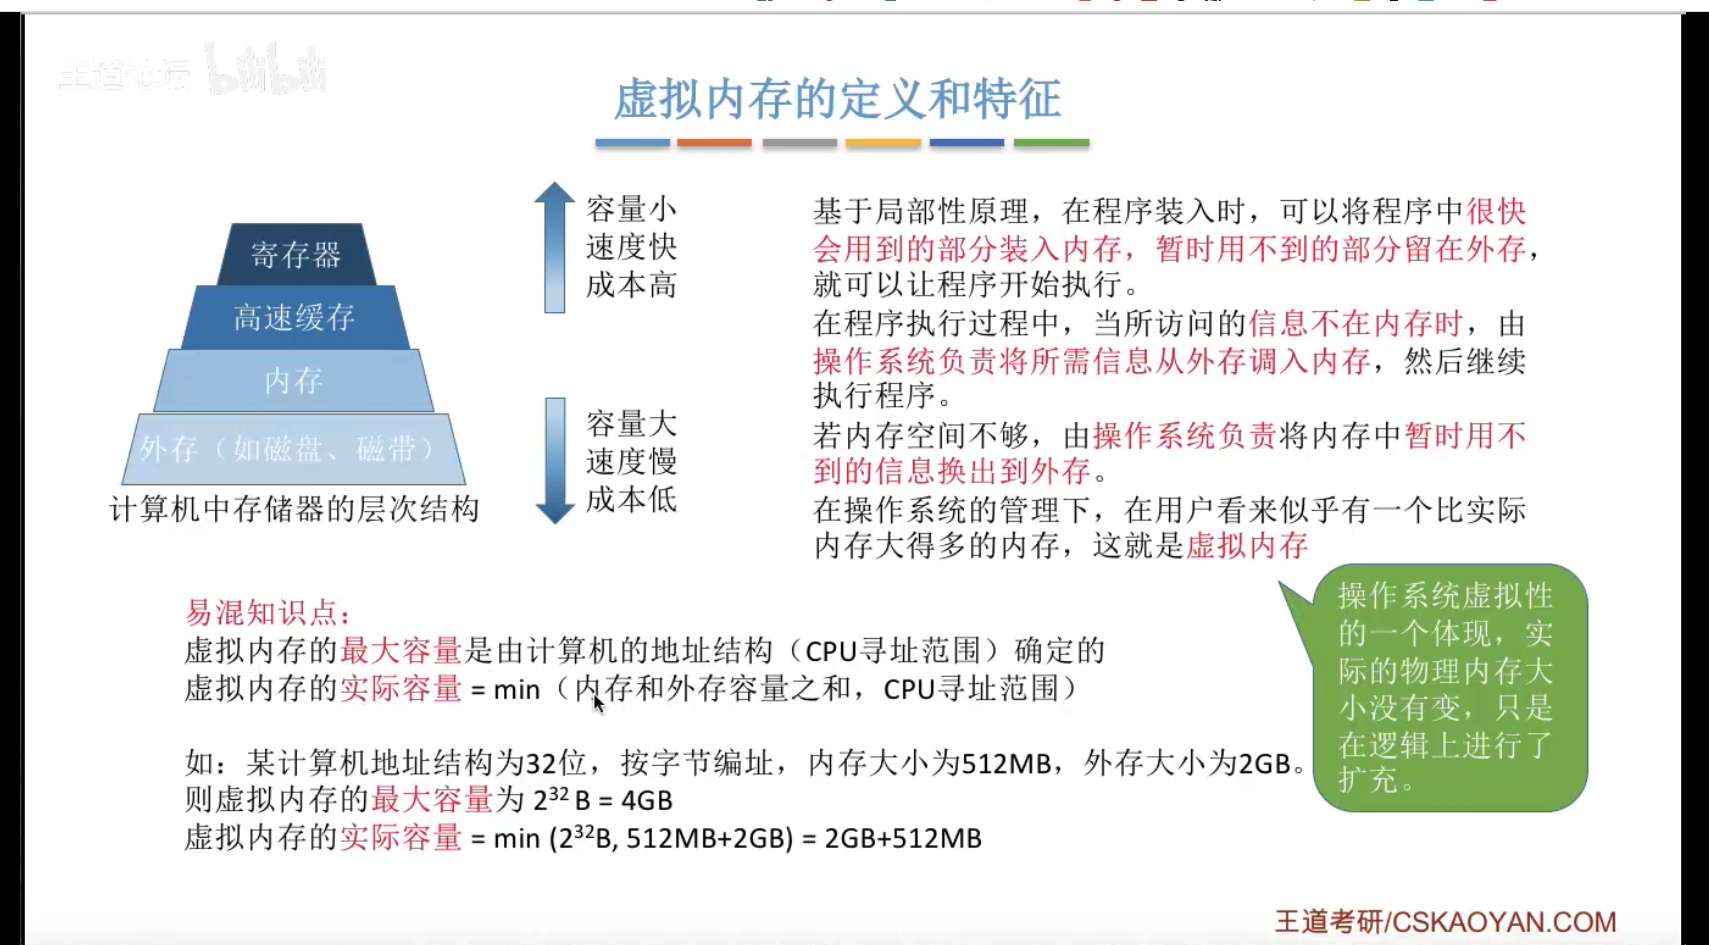 王道论坛 bilibili
虚拟内存的定义和特征
寄存器
高速缓存
内存
外存（如磁盘、磁带）
计算机中存储器的层次结构
容量小
速度快
成本高
容量大
速度慢
成本低
基于局部性原理，在程序装入时，可以将程序中很快
会用到的部分装入内存，暂时用不到的部分留在外存，
就可以让程序开始执行。
在程序执行过程中，当所访问的信息不在内存时，由
操作系统负责将所需信息从外存调入内存，然后继续
执行程序。
若内存空间不够，由操作系统负责将内存中暂时用不
到的信息换出到外存。
在操作系统的管理下，在用户看来似乎有一个比实际
内存大得多的内存，这就是虚拟内存
操作系统虚拟性
的一个体现，实
际的物理内存大
小没有变，只是
在逻辑上进行了
扩充。
易混知识点：
虚拟内存的最大容量是由计算机的地址结构（CPU寻址范围）确定的
虚拟内存的实际容量 = min（内存和外存容量之和，CPU寻址范围）
如：某计算机地址结构为32位，按字节编址，内存大小为512MB，外存大小为2GB。
则虚拟内存的最大容量为 2³² B = 4GB
虚拟内存的实际容量 = min (2³²B, 512MB+2GB) = 2GB+512MB
王道考研/CSKAOYAN.COM